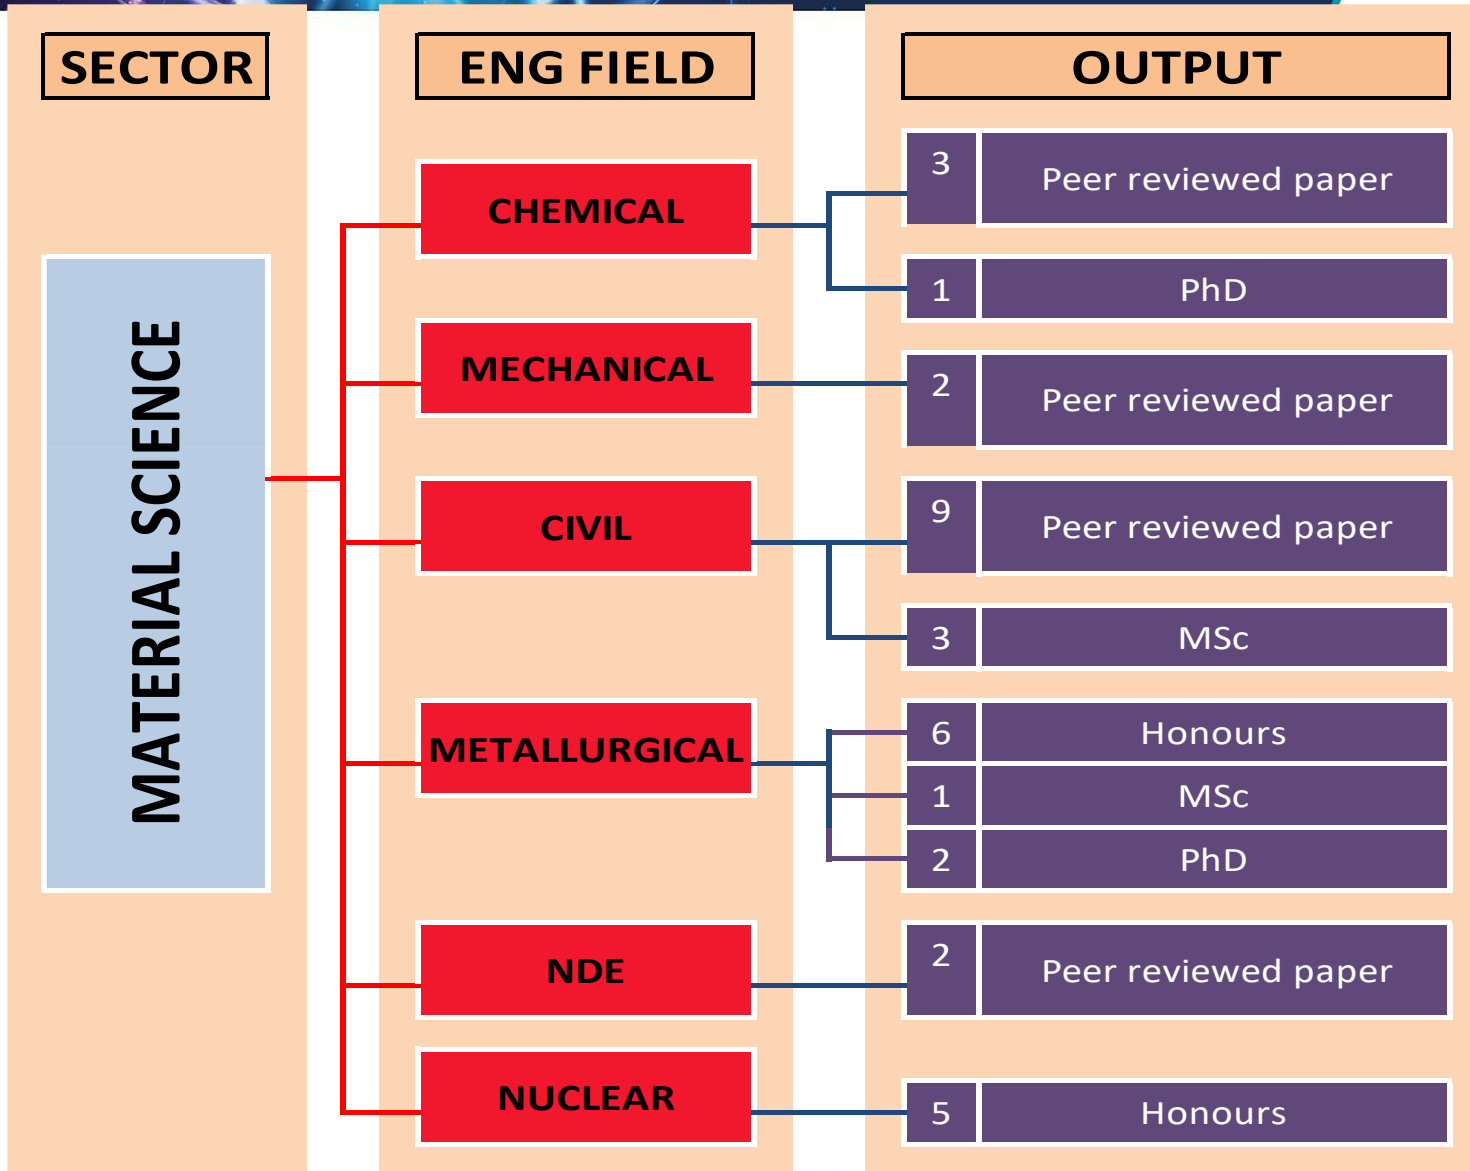 SECTOR
ENG FIELD
OUTPUT
MATERIAL SCIENCE
CHEMICAL
3
Peer reviewed paper
1
PhD
MECHANICAL
2
Peer reviewed paper
CIVIL
9
Peer reviewed paper
3
MSc
METALLURGICAL
6
Honours
1
MSc
2
PhD
NDE
2
Peer reviewed paper
NUCLEAR
5
Honours